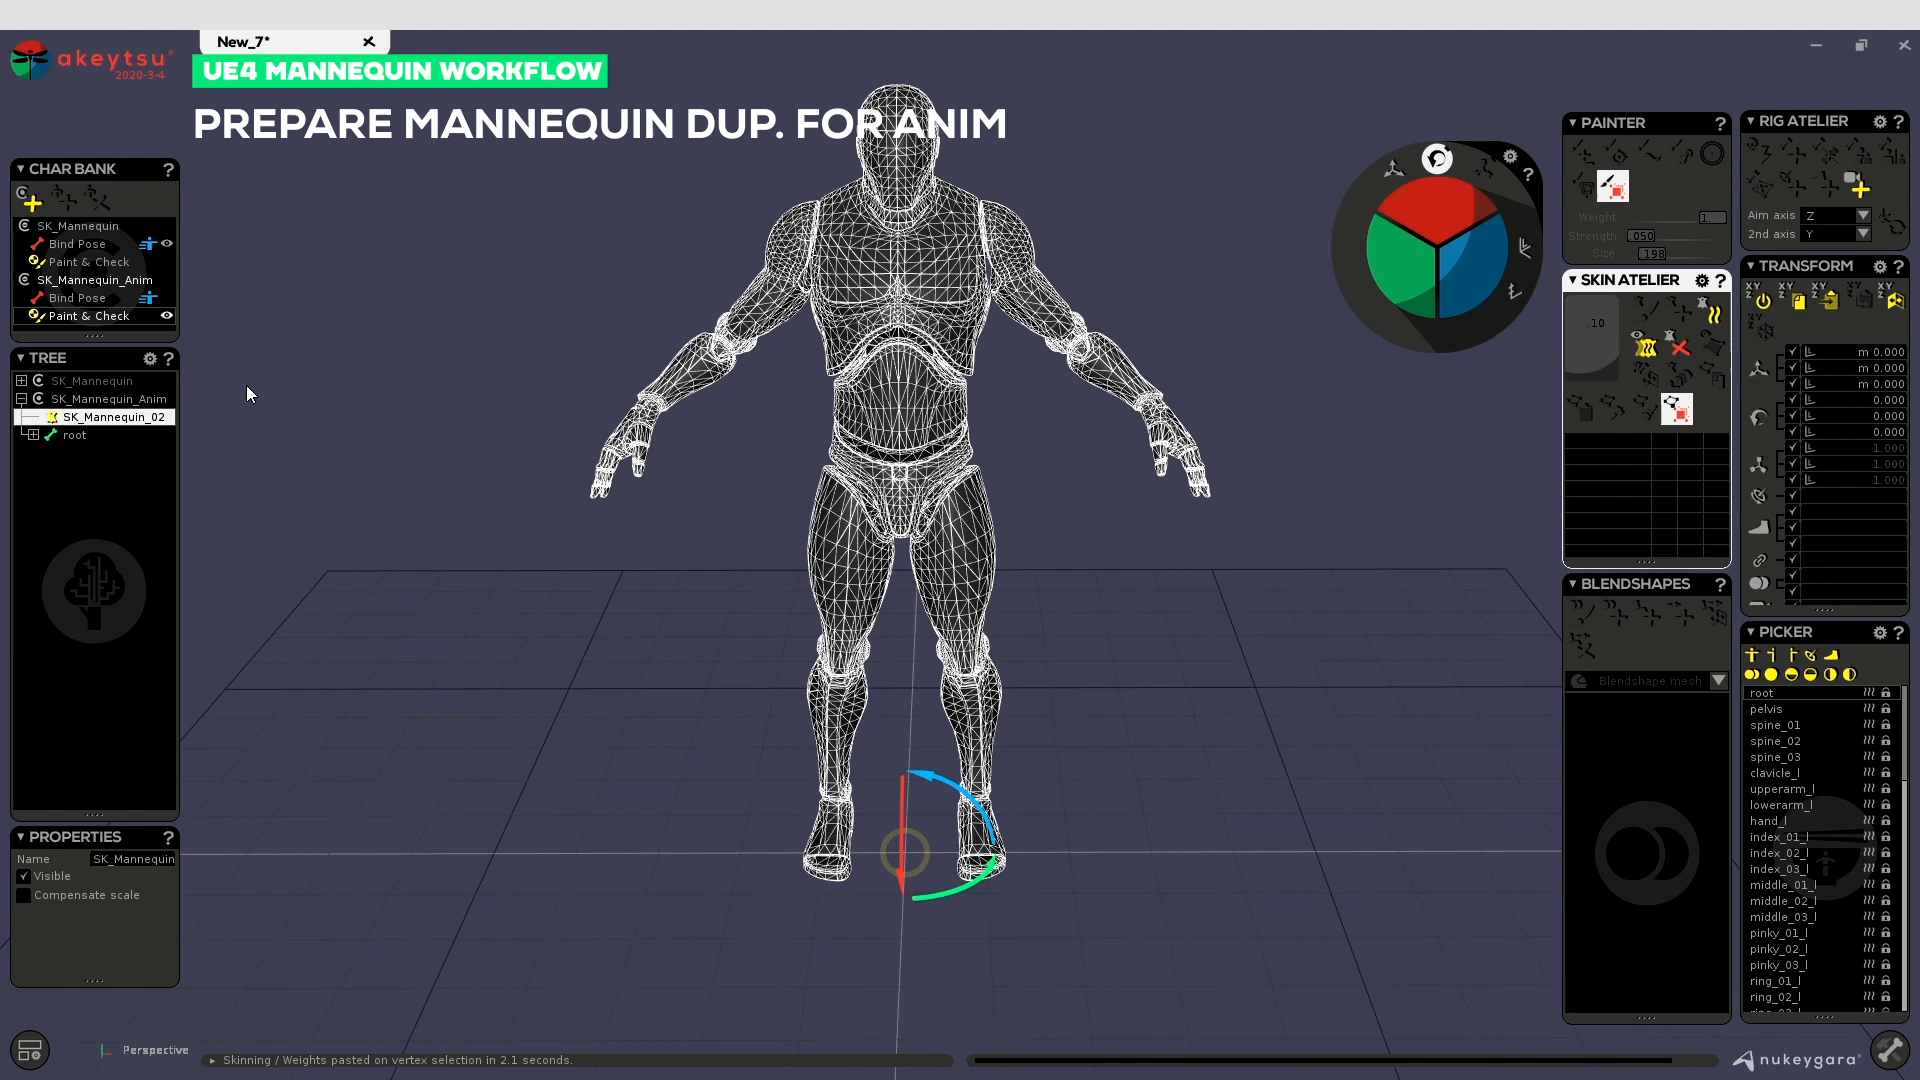 New_7*
akeytsu
2020-3-4
UE4 MANNEQUIN WORKFLOW
PREPARE MANNEQUIN DUP. FOR ANIM
CHAR BANK ?
SK_Mannequin
Bind Pose
Paint & Check
SK_Mannequin_Anim
Bind Pose
Paint & Check
TREE ?
SK_Mannequin
SK_Mannequin_Anim
SK_Mannequin_02
root
PROPERTIES ?
Name SK_Mannequin
Visible
Compensate scale
Perspective
Skinning / Weights pasted on vertex selection in 2.1 seconds.
?
PAINTER ?
Weight 1.
Strength .050
Size .198
SKIN ATELIER ?
.10
BLENDSHAPES ?
Blendshape mesh
RIG ATELIER ?
Aim axis Z
2nd axis Y
TRANSFORM ?
XY Z XY Z XY Z XY Z
m 0.000
m 0.000
m 0.000
0.000
0.000
0.000
1.000
1.000
1.000
PICKER ?
root
pelvis
spine_01
spine_02
spine_03
clavicle_l
upperarm_l
lowerarm_l
hand_l
index_01_l
index_02_l
index_03_l
middle_01_l
middle_02_l
middle_03_l
pinky_01_l
pinky_02_l
pinky_03_l
ring_01_l
ring_02_l
nukeygara